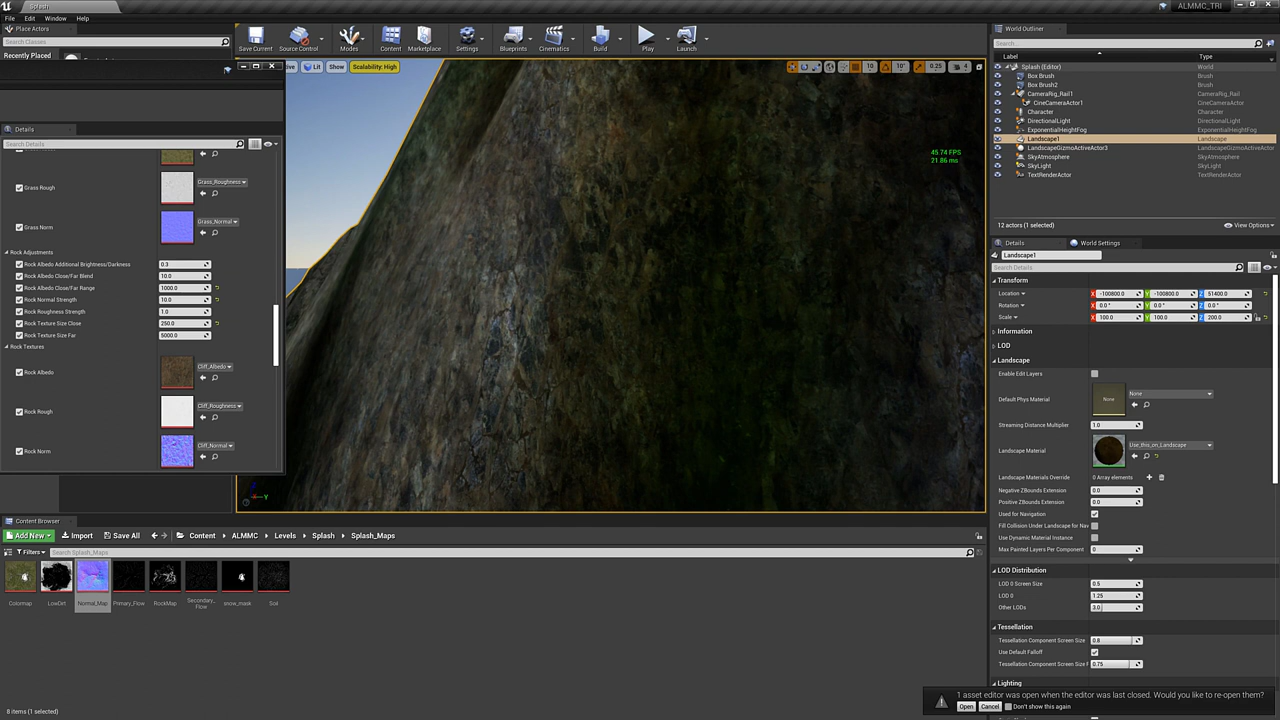 Splash
ALMMC_TRI
File Edit Window Help
Place Actors
Search Classes
Recently Placed
Save Current
Source Control
Modes
Content
Marketplace
Settings
Blueprints
Cinematics
Build
Play
Launch
Lit
Show
Scalability: High
10
10°
0.25
4
45.74 FPS
21.86 ms
Details
Search Details
Grass Rough
Grass_Roughness
Grass Norm
Grass_Normal
Rock Adjustments
Rock Albedo Additional Brightness/Darkness 0.3
Rock Albedo Close/Far Blend 10.0
Rock Albedo Close/Far Range 1000.0
Rock Normal Strength 10.0
Rock Roughness Strength 1.0
Rock Texture Size Close 250.0
Rock Texture Size Far 5000.0
Rock Textures
Rock Albedo
Cliff_Albedo
Rock Rough
Cliff_Roughness
Rock Norm
Cliff_Normal
World Outliner
Search...
Label Type
Splash (Editor) World
Box Brush Brush
Box Brush2 Brush
CameraRig_Rail1 CameraRig_Rail
CineCameraActor1 CineCameraActor
Character Character
DirectionalLight DirectionalLight
ExponentialHeightFog ExponentialHeightFog
Landscape1 Landscape
LandscapeGizmoActiveActor3 LandscapeGizmoActiveActor
SkyAtmosphere SkyAtmosphere
SkyLight SkyLight
TextRenderActor TextRenderActor
12 actors (1 selected)
View Options
Details
World Settings
Landscape1
Search Details
Transform
Location X -100800.0 Y -100800.0 Z 51400.0
Rotation X 0.0° Y 0.0° Z 0.0°
Scale X 100.0 Y 100.0 Z 200.0
Information
LOD
Landscape
Enable Edit Layers
Default Phys Material
None
None
Streaming Distance Multiplier 1.0
Landscape Material
Use_this_on_Landscape
Landscape Materials Override 0 Array elements
Negative ZBounds Extension 0.0
Positive ZBounds Extension 0.0
Used for Navigation
Fill Collision Under Landscape for Nav
Use Dynamic Material Instance
Max Painted Layers Per Component 0
LOD Distribution
LOD 0 Screen Size 0.5
LOD 0 1.25
Other LODs 3.0
Tessellation
Tessellation Component Screen Size 0.8
Use Default Falloff
Tessellation Component Screen Size F 0.75
Lighting
Content Browser
Add New
Import
Save All
Content
ALMMC
Levels
Splash
Splash_Maps
Filters
Search Splash_Maps
Colormap
LowDirt
Normal_Map
Primary_Flow
RockMap
Secondary_
Flow
snow_mask
Soil
8 items (1 selected)
1 asset editor was open when the editor was last closed. Would you like to re-open them?
Open
Cancel
Don't show this again